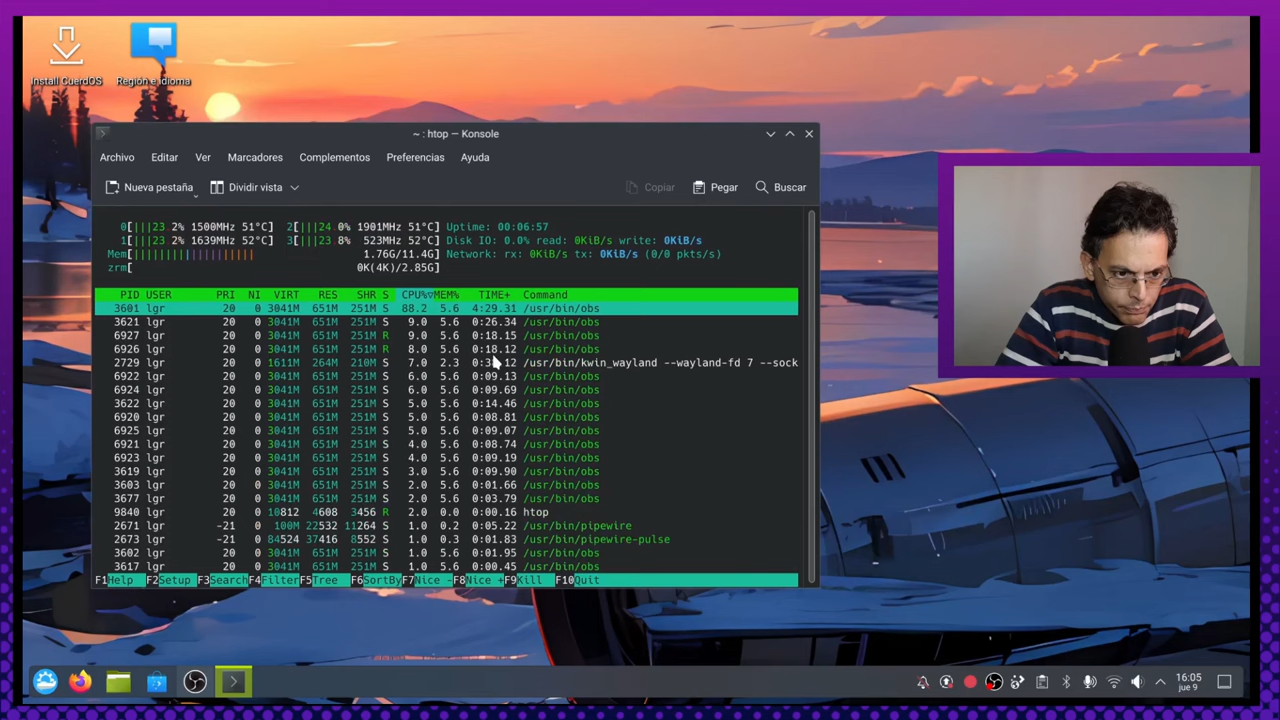 Install CuerdOS
Región e idioma
~ : htop — Konsole
Archivo Editar Ver Marcadores Complementos Preferencias Ayuda
Nueva pestaña Dividir vista Copiar Pegar Buscar
0[|||23.2% 1500MHz 51°C] 2[|||24.0% 1901MHz 51°C] Uptime: 00:06:57
1[|||23.2% 1639MHz 52°C] 3[|||23.8% 523MHz 52°C] Disk IO: 0.0% read: 0KiB/s write: 0KiB/s
Mem[|||||||||||||||||| 1.76G/11.4G] Network: rx: 0KiB/s tx: 0KiB/s (0/0 pkts/s)
zrm[ 0K(4K)/2.85G]
PID USER PRI NI VIRT RES SHR S CPU%▽MEM% TIME+ Command
3601 lgr 20 0 3041M 651M 251M S 88.2 5.6 4:29.31 /usr/bin/obs
3621 lgr 20 0 3041M 651M 251M S 9.0 5.6 0:26.34 /usr/bin/obs
6927 lgr 20 0 3041M 651M 251M R 9.0 5.6 0:18.15 /usr/bin/obs
6926 lgr 20 0 3041M 651M 251M R 8.0 5.6 0:18.12 /usr/bin/obs
2729 lgr 20 0 1611M 264M 210M S 7.0 2.3 /usr/bin/kwin_wayland --wayland-fd 7 --sock
6922 lgr 20 0 3041M 651M 251M S 6.0 5.6 0:09.13 /usr/bin/obs
6924 lgr 20 0 3041M 651M 251M S 6.0 5.6 0:09.69 /usr/bin/obs
3622 lgr 20 0 3041M 651M 251M S 5.0 5.6 0:14.46 /usr/bin/obs
6920 lgr 20 0 3041M 651M 251M S 5.0 5.6 0:08.81 /usr/bin/obs
6925 lgr 20 0 3041M 651M 251M S 5.0 5.6 0:09.07 /usr/bin/obs
6921 lgr 20 0 3041M 651M 251M S 4.0 5.6 0:08.74 /usr/bin/obs
6923 lgr 20 0 3041M 651M 251M S 4.0 5.6 0:09.19 /usr/bin/obs
3619 lgr 20 0 3041M 651M 251M S 3.0 5.6 0:09.90 /usr/bin/obs
3603 lgr 20 0 3041M 651M 251M S 2.0 5.6 0:01.66 /usr/bin/obs
3677 lgr 20 0 3041M 651M 251M S 2.0 5.6 0:03.79 /usr/bin/obs
9840 lgr 20 0 10812 4608 3456 R 2.0 0.0 0:00.16 htop
2671 lgr -21 0 100M 22532 11264 S 1.0 0.2 0:05.22 /usr/bin/pipewire
2673 lgr -21 0 84524 37416 8552 S 1.0 0.3 0:01.83 /usr/bin/pipewire-pulse
3602 lgr 20 0 3041M 651M 251M S 1.0 5.6 0:01.95 /usr/bin/obs
3617 lgr 20 0 3041M 651M 251M S 1.0 5.6 0:00.45 /usr/bin/obs
F1Help F2Setup F3SearchF4FilterF5Tree F6SortByF7Nice -F8Nice +F9Kill F10Quit
16:05
jue 9